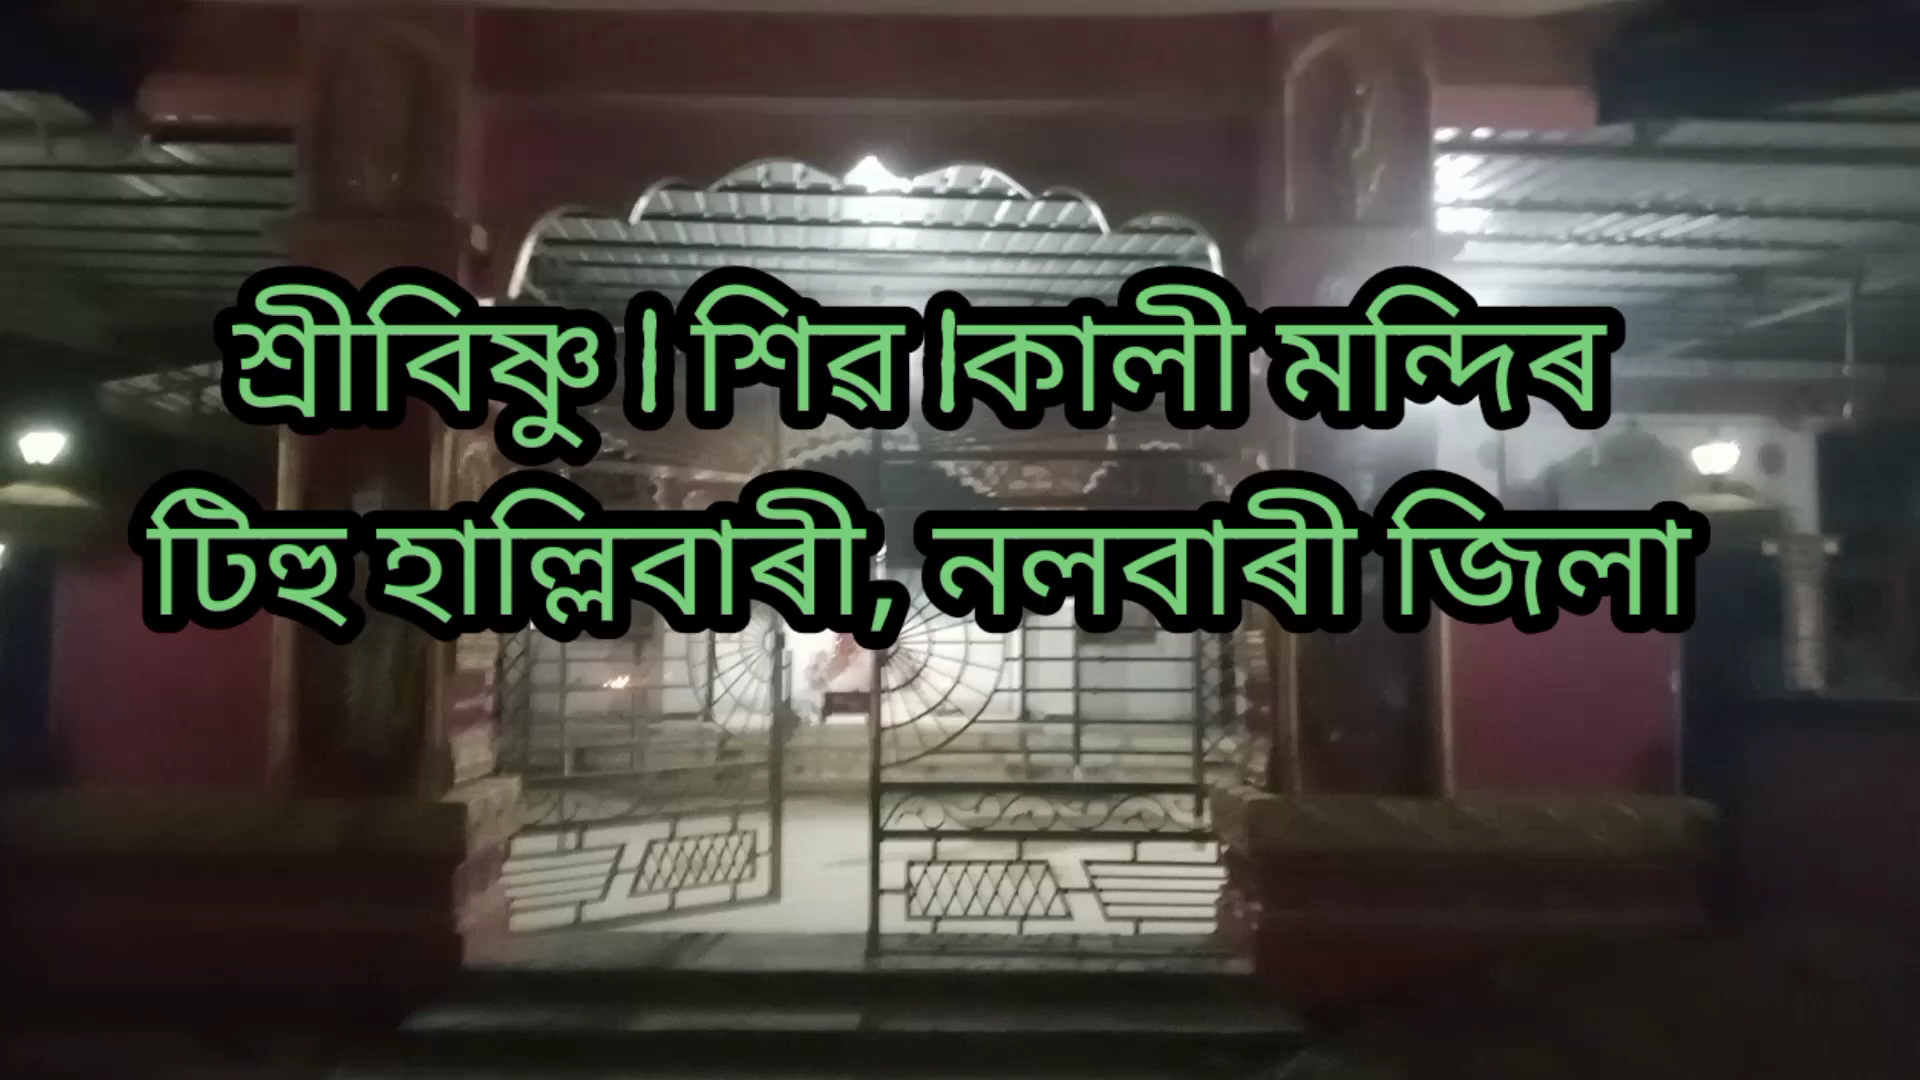 শ্ৰীবিষ্ণু | শিৱ |কালী মন্দিৰ
টিহু হাল্লিবাৰী, নলবাৰী জিলা